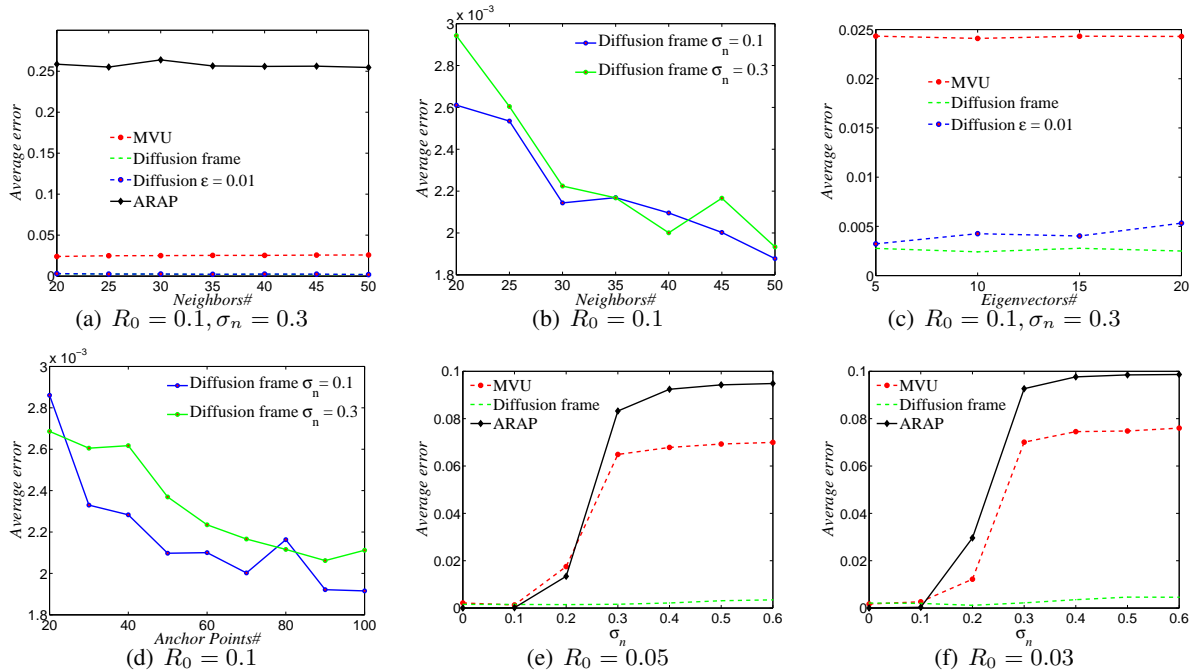 0.25
0.2
0.15
0.1
0.05
0
Average error
MVU
Diffusion frame
Diffusion ε = 0.01
ARAP
20 25 30 35 40 45 50
Neighbors#
(a) R₀ = 0.1, σₙ = 0.3
3 x 10⁻³
2.6
2.2
1.8
Average error
Diffusion frame σₙ = 0.1
Diffusion frame σₙ = 0.3
20 25 30 35 40 45 50
Neighbors#
(b) R₀ = 0.1
0.025
0.02
0.015
0.01
0.005
0
Average error
MVU
Diffusion frame
Diffusion ε = 0.01
5 10 15 20
Eigenvectors#
(c) R₀ = 0.1, σₙ = 0.3
3 x 10⁻³
2.8
2.6
2.4
2.2
2
1.8
Average error
Diffusion frame σₙ = 0.1
Diffusion frame σₙ = 0.3
20 40 60 80 100
Anchor Points#
(d) R₀ = 0.1
0.1
0.08
0.06
0.04
0.02
0
Average error
MVU
Diffusion frame
ARAP
0 0.1 0.2 0.3 0.4 0.5 0.6
σₙ
(e) R₀ = 0.05
0.1
0.08
0.06
0.04
0.02
0
Average error
MVU
Diffusion frame
ARAP
0 0.1 0.2 0.3 0.4 0.5 0.6
σₙ
(f) R₀ = 0.03